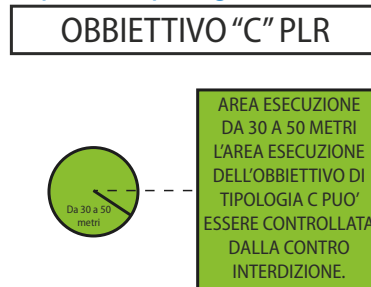 OBBIETTIVO “C” PLR
AREA ESECUZIONE
DA 30 A 50 METRI
L’AREA ESECUZIONE
DELL’OBBIETTIVO DI
TIPOLOGIA C PUO’
ESSERE CONTROLLATA
DALLA CONTRO
INTERDIZIONE.
Da 30 a 50
metri